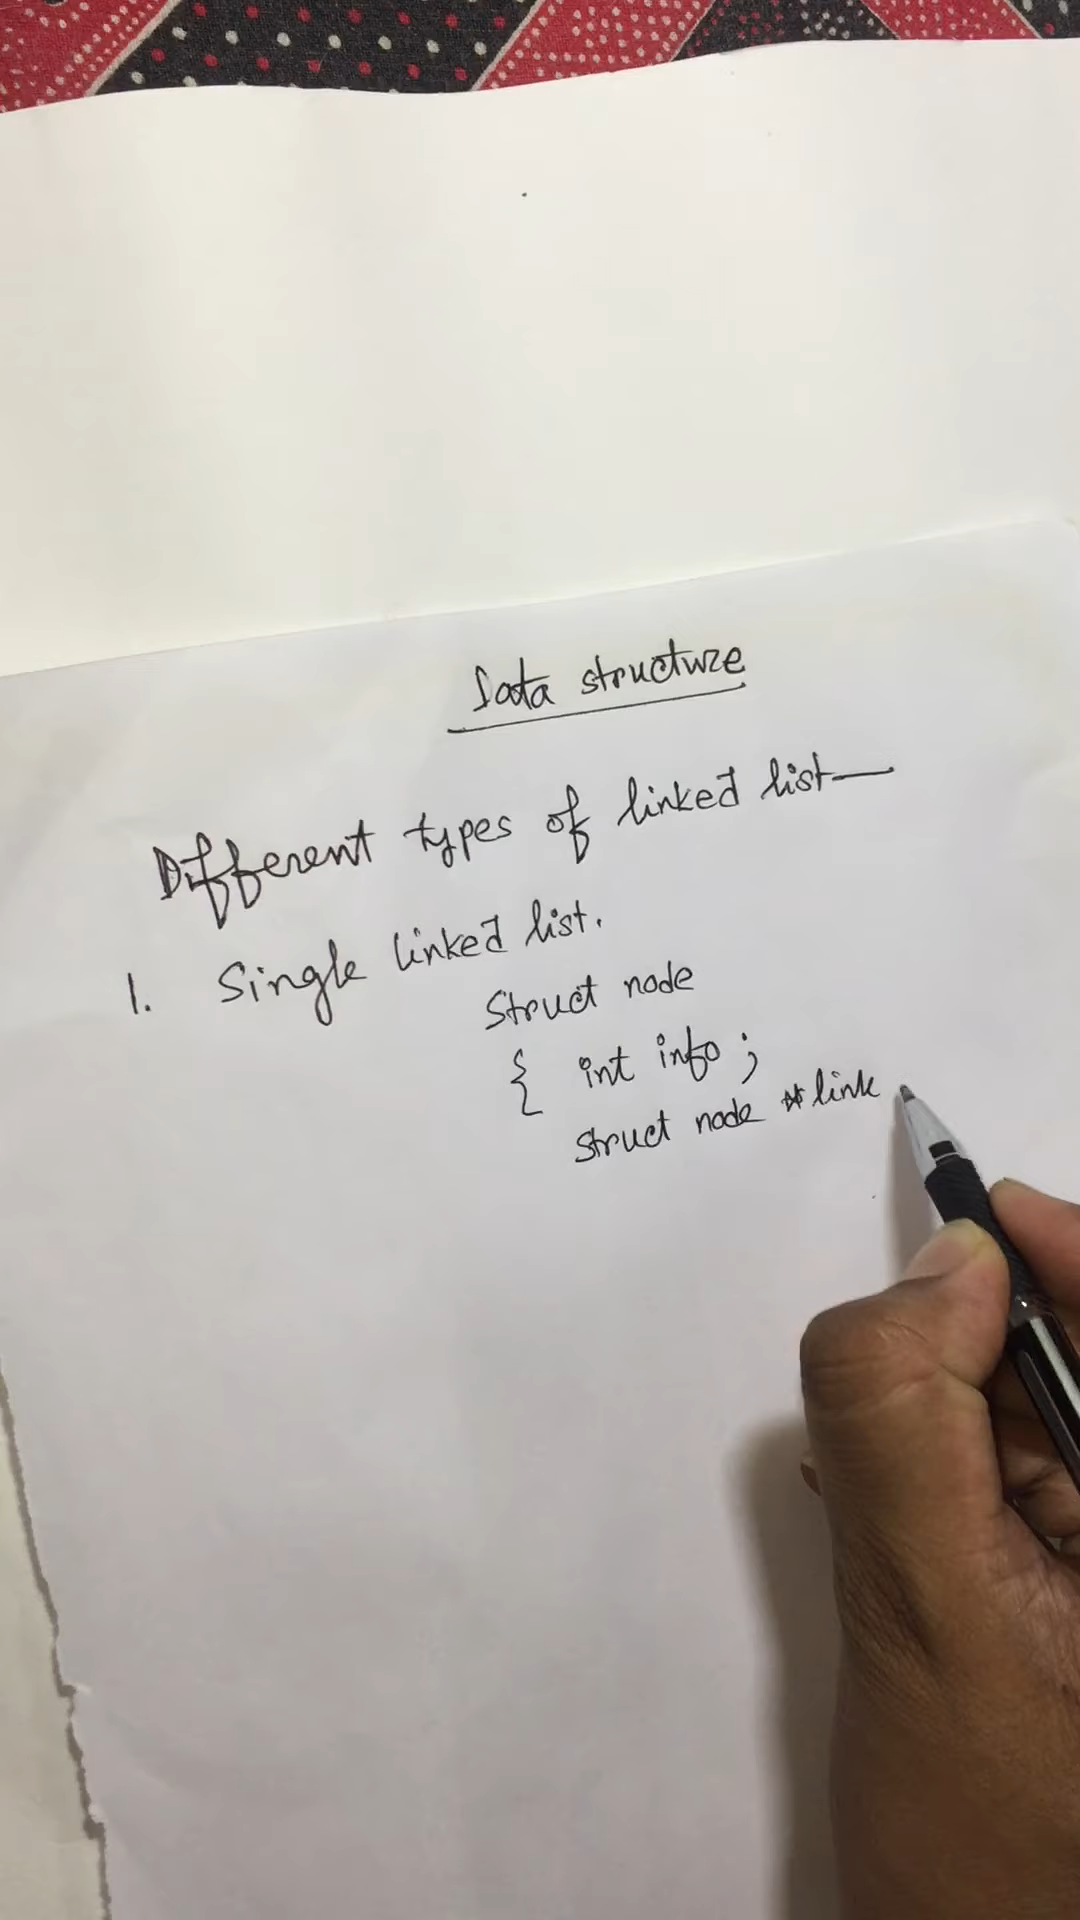 Data structure
Different types of linked list—
1. Single linked list.
Struct node
{ int info ;
struct node *link